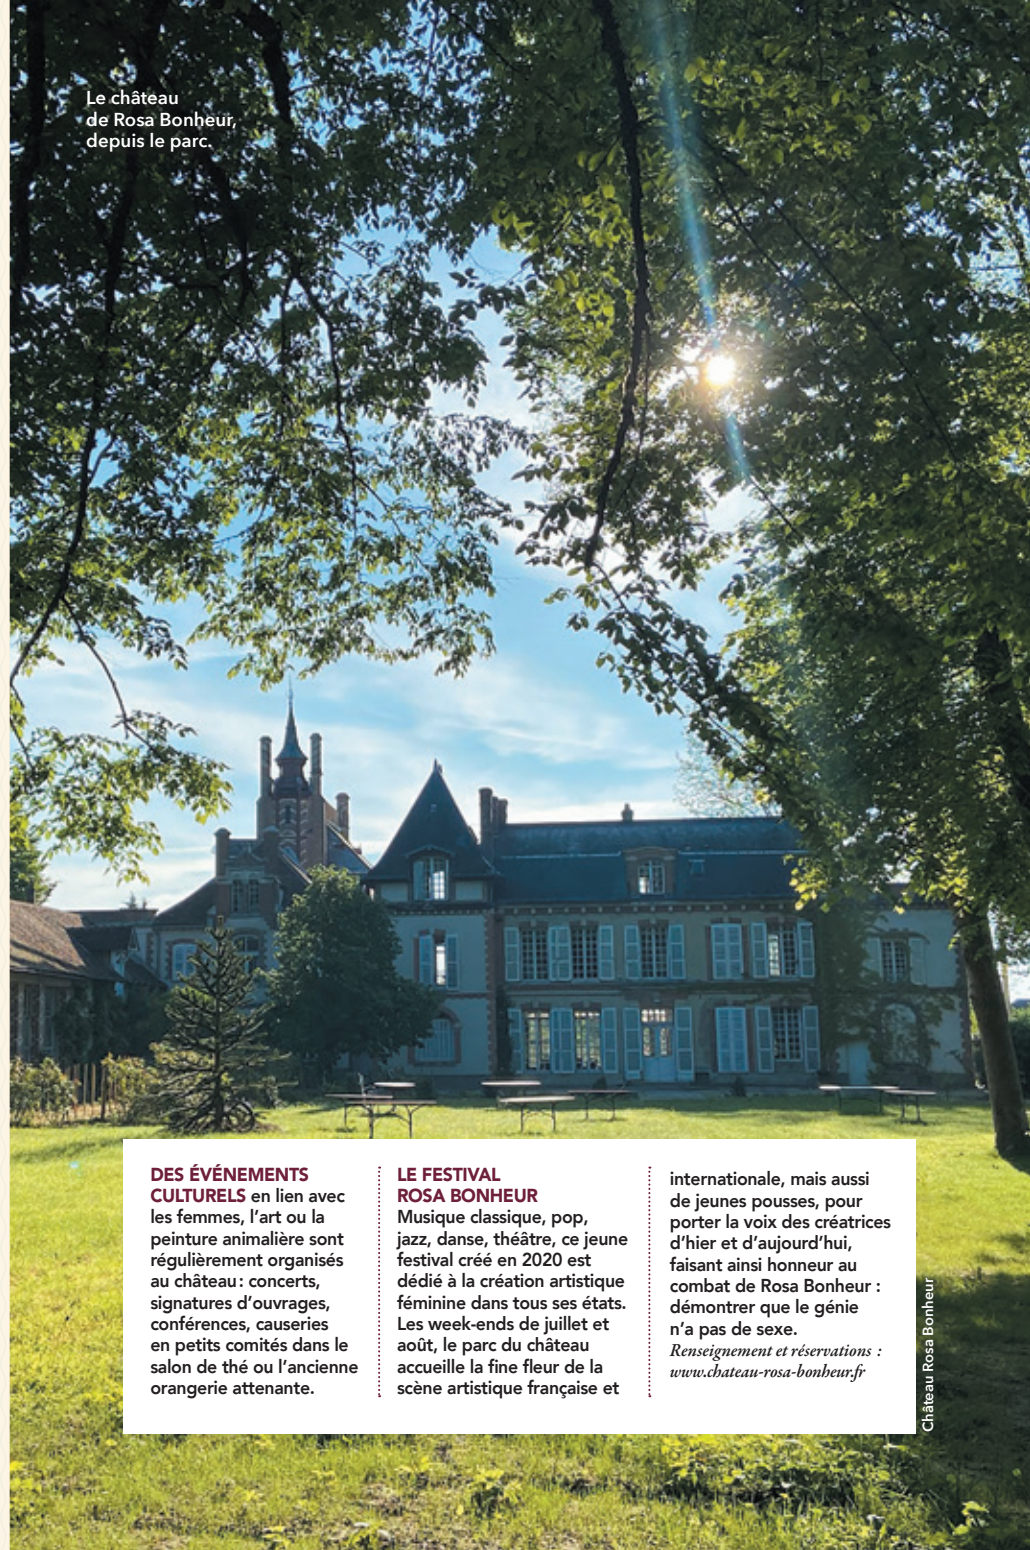 Le château
de Rosa Bonheur,
depuis le parc.
DES ÉVÉNEMENTS
CULTURELS en lien avec
les femmes, l’art ou la
peinture animalière sont
régulièrement organisés
au château : concerts,
signatures d’ouvrages,
conférences, causeries
en petits comités dans le
salon de thé ou l’ancienne
orangerie attenante.
LE FESTIVAL
ROSA BONHEUR
Musique classique, pop,
jazz, danse, théâtre, ce jeune
festival créé en 2020 est
dédié à la création artistique
féminine dans tous ses états.
Les week-ends de juillet et
août, le parc du château
accueille la fine fleur de la
scène artistique française et
internationale, mais aussi
de jeunes pousses, pour
porter la voix des créatrices
d’hier et d’aujourd’hui,
faisant ainsi honneur au
combat de Rosa Bonheur :
démontrer que le génie
n’a pas de sexe.
Renseignement et réservations :
www.chateau-rosa-bonheur.fr
Château Rosa Bonheur